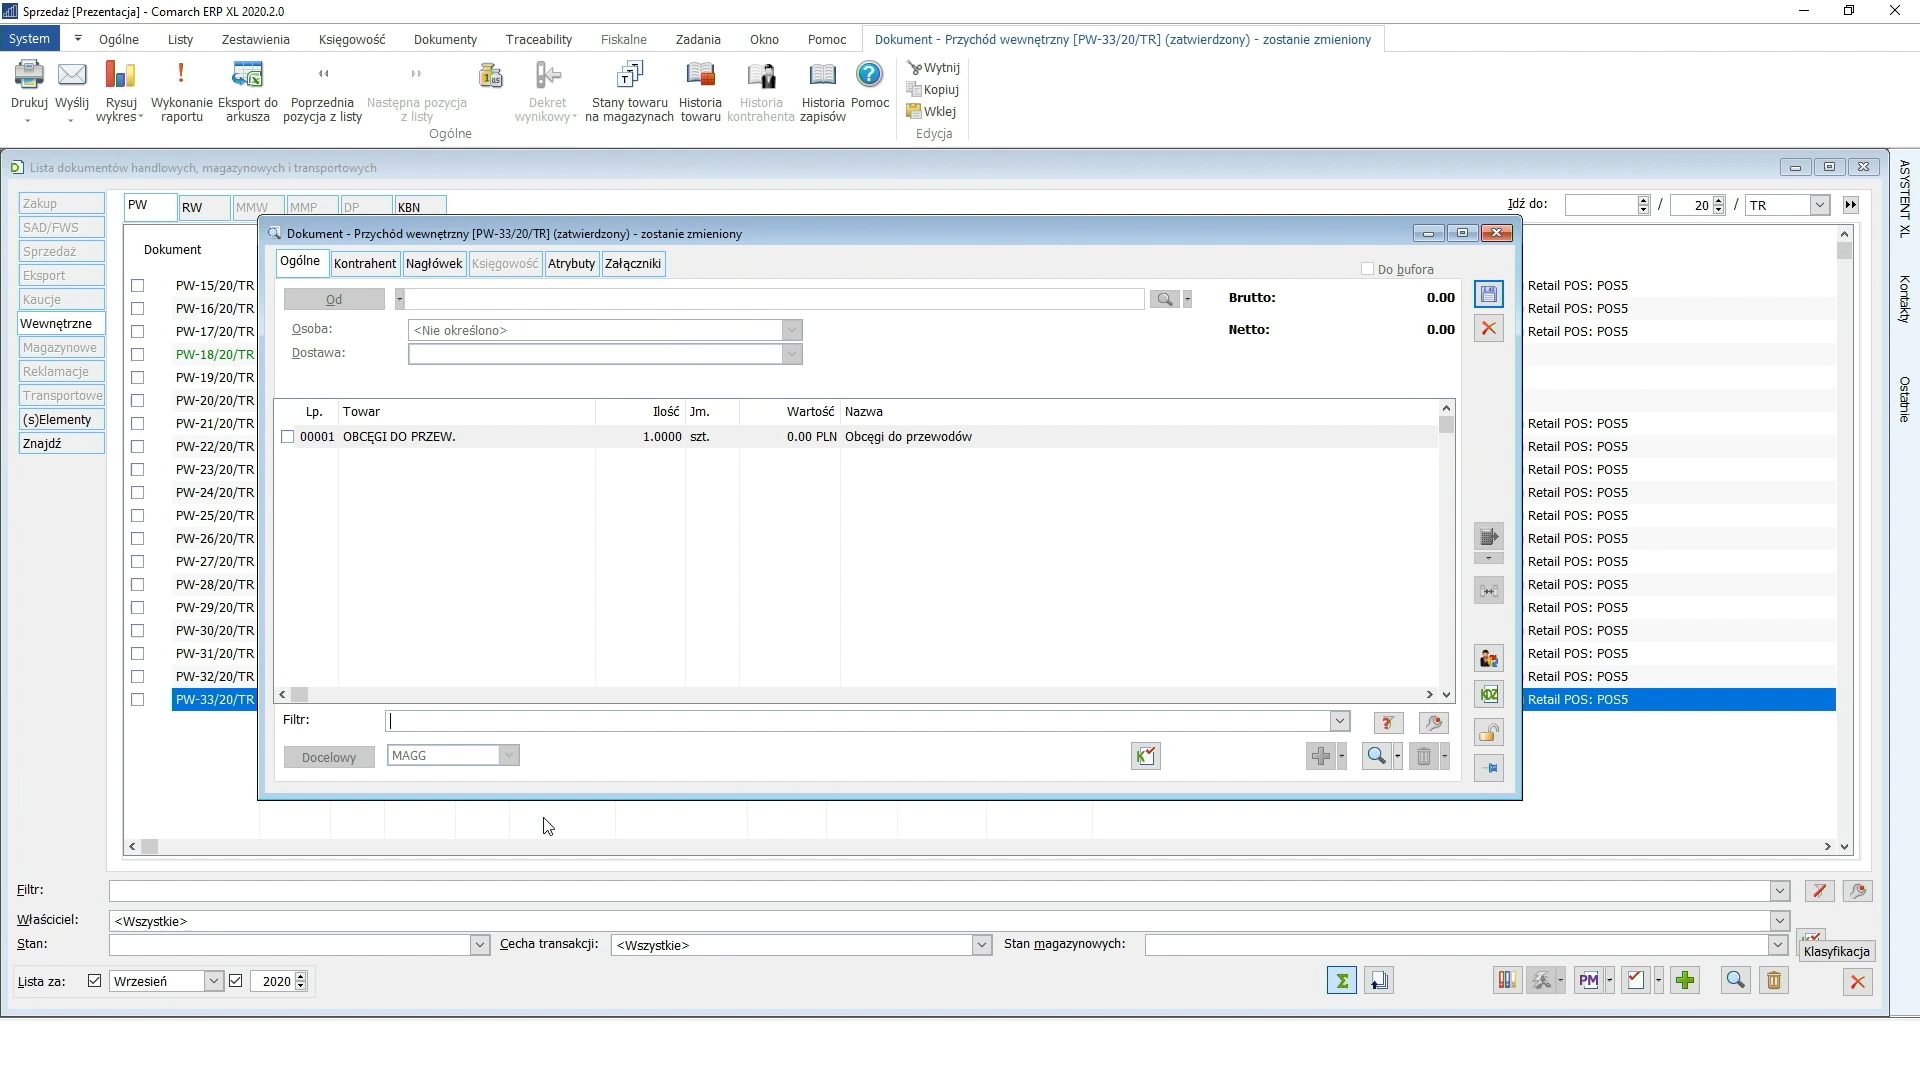 Sprzedaż [Prezentacja] - Comarch ERP XL 2020.2.0
System Ogólne Listy Zestawienia Księgowość Dokumenty Traceability Fiskalne Zadania Okno Pomoc Dokument - Przychód wewnętrzny [PW-33/20/TR] (zatwierdzony) - zostanie zmieniony
Drukuj Wyślij Rysuj wykres Wykonanie raportu Eksport do arkusza Poprzednia pozycja z listy Następna pozycja z listy Dekret wynikowy Stany towaru na magazynach Historia towaru Historia kontrahenta Historia zapisów Pomoc
Wytnij
Kopiuj
Wklej
Ogólne Edycja
Lista dokumentów handlowych, magazynowych i transportowych
ASYSTENT XL
Kontakty
Ostatnie
Zakup
SAD/FWS
Sprzedaż
Eksport
Kaucje
Wewnętrzne
Magazynowe
Reklamacje
Transportowe
(s)Elementy
Znajdź
PW RW MMW MMP DP KBN
Idź do: / 20 / TR
Dokument
PW-15/20/TR Retail POS: POS5
PW-16/20/TR Retail POS: POS5
PW-17/20/TR Retail POS: POS5
PW-18/20/TR
PW-19/20/TR
PW-20/20/TR
PW-21/20/TR Retail POS: POS5
PW-22/20/TR Retail POS: POS5
PW-23/20/TR Retail POS: POS5
PW-24/20/TR Retail POS: POS5
PW-25/20/TR Retail POS: POS5
PW-26/20/TR Retail POS: POS5
PW-27/20/TR Retail POS: POS5
PW-28/20/TR Retail POS: POS5
PW-29/20/TR Retail POS: POS5
PW-30/20/TR Retail POS: POS5
PW-31/20/TR Retail POS: POS5
PW-32/20/TR Retail POS: POS5
PW-33/20/TR Retail POS: POS5
Dokument - Przychód wewnętrzny [PW-33/20/TR] (zatwierdzony) - zostanie zmieniony
Ogólne Kontrahent Nagłówek Księgowość Atrybuty Załączniki
Do bufora
Od Brutto: 0.00
Osoba: <Nie określono> Netto: 0.00
Dostawa:
Lp. Towar Ilość Jm. Wartość Nazwa
00001 OBCĘGI DO PRZEW. 1.0000 szt. 0.00 PLN Obcęgi do przewodów
KDZ
Filtr:
Docelowy MAGG
Filtr:
Właściciel: <Wszystkie>
Stan: Cecha transakcji: <Wszystkie> Stan magazynowych:
Klasyfikacja
Lista za: Wrzesień 2020
Σ PM